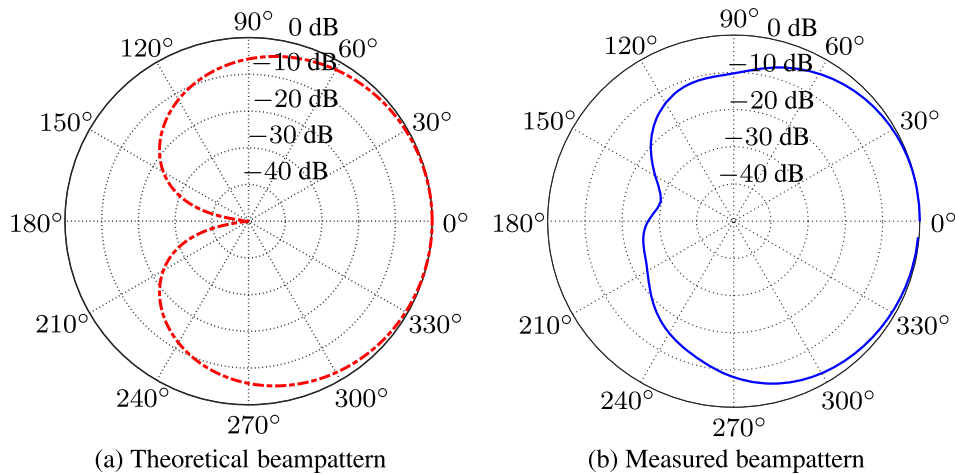 90°
0 dB
120°
60°
−10 dB
150°
−20 dB
30°
−30 dB
−40 dB
180°
0°
210°
330°
240°
300°
270°
(a) Theoretical beampattern
90°
0 dB
120°
60°
−10 dB
150°
−20 dB
30°
−30 dB
−40 dB
180°
0°
210°
330°
240°
300°
270°
(b) Measured beampattern